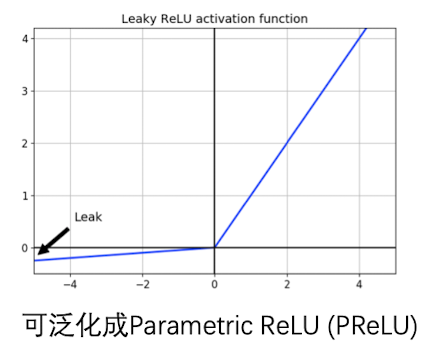 Leaky ReLU activation function
4
3
2
1
0
Leak
−4 −2 0 2 4
可泛化成Parametric ReLU (PReLU)